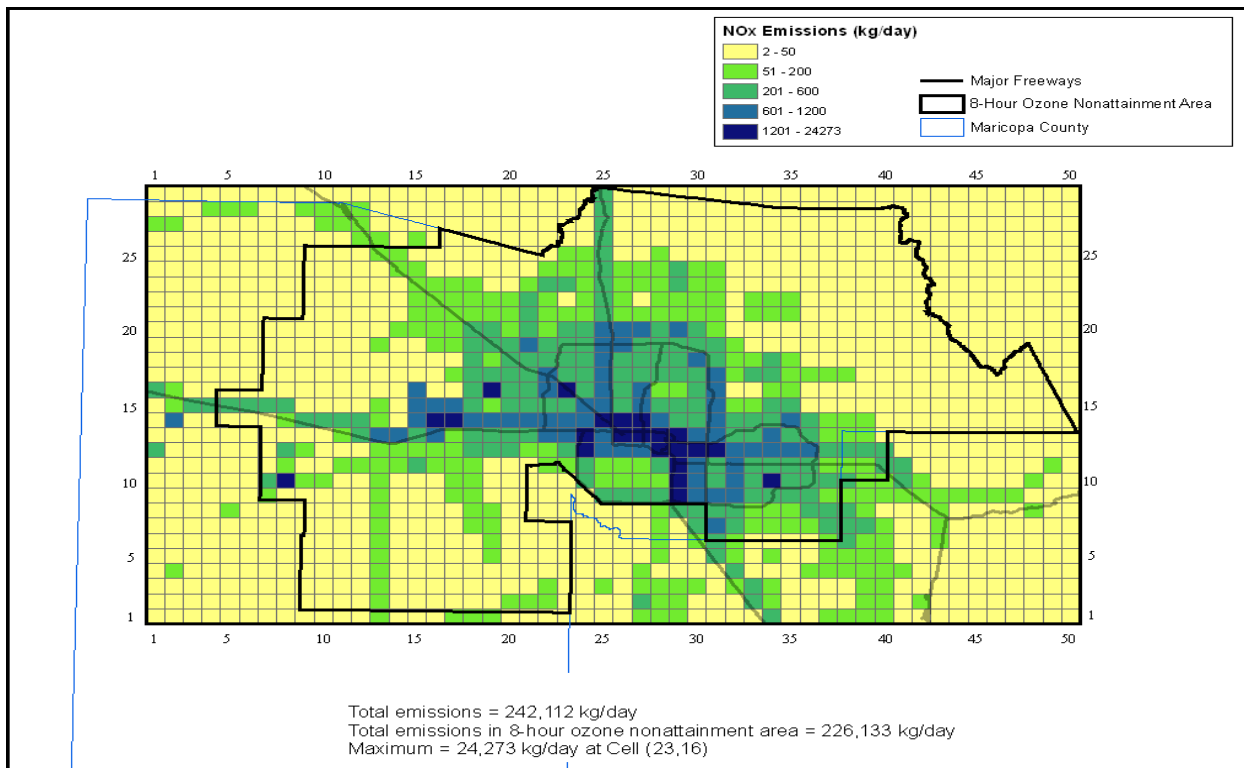 NOx Emissions (kg/day)
2 - 50
51 - 200
201 - 600
601 - 1200
1201 - 24273
Major Freeways
8-Hour Ozone Nonattainment Area
Maricopa County
1 5 10 15 20 25 30 35 40 45 50
25 25
20 20
15 15
10 10
5 5
1 1
1 5 10 15 20 25 30 35 40 45 50
Total emissions = 242,112 kg/day
Total emissions in 8-hour ozone nonattainment area = 226,133 kg/day
Maximum = 24,273 kg/day at Cell (23,16)